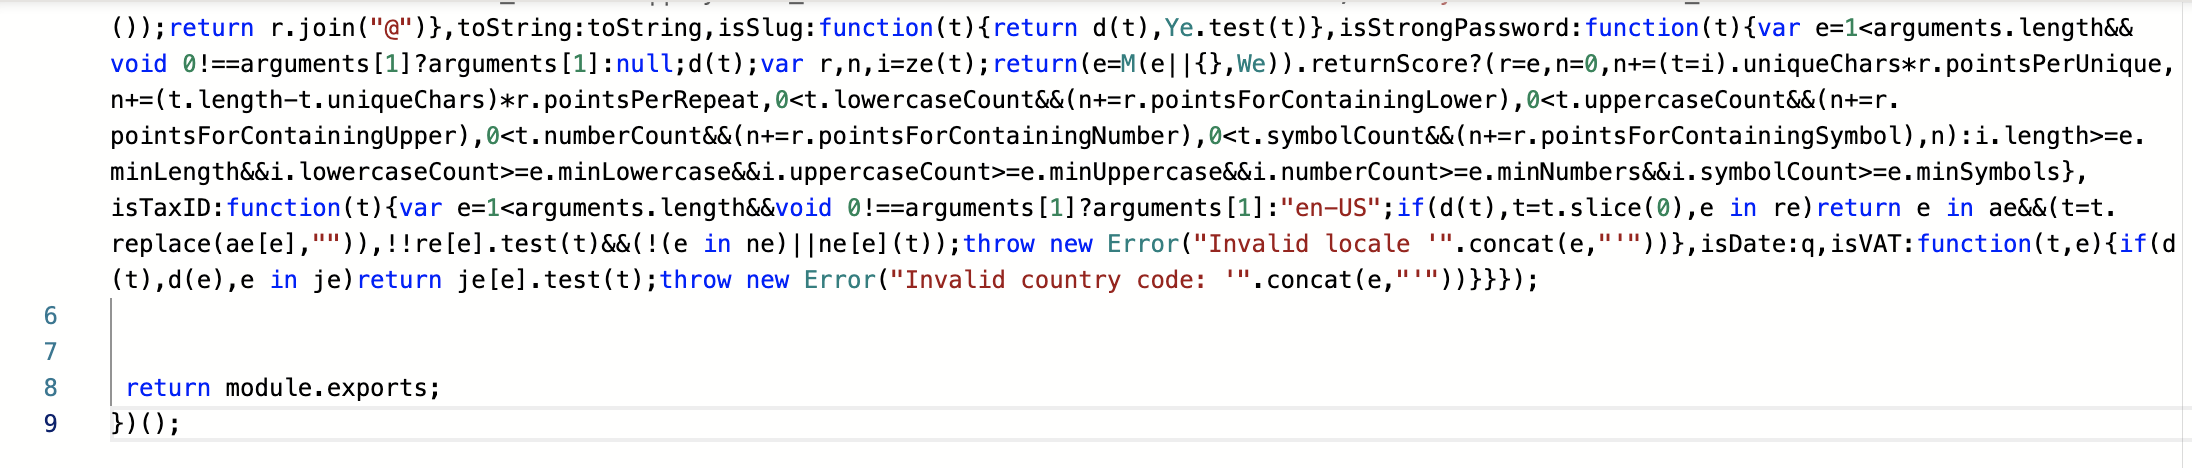 ());return r.join("@")},toString:toString,isSlug:function(t){return d(t),Ye.test(t)},isStrongPassword:function(t){var e=1<arguments.length&&
void 0!==arguments[1]?arguments[1]:null;d(t);var r,n,i=ze(t);return(e=M(e||{},We)).returnScore?(r=e,n=0,n+=(t=i).uniqueChars*r.pointsPerUnique,
n+=(t.length-t.uniqueChars)*r.pointsPerRepeat,0<t.lowercaseCount&&(n+=r.pointsForContainingLower),0<t.uppercaseCount&&(n+=r.
pointsForContainingUpper),0<t.numberCount&&(n+=r.pointsForContainingNumber),0<t.symbolCount&&(n+=r.pointsForContainingSymbol),n):i.length>=e.
minLength&&i.lowercaseCount>=e.minLowercase&&i.uppercaseCount>=e.minUppercase&&i.numberCount>=e.minNumbers&&i.symbolCount>=e.minSymbols},
isTaxID:function(t){var e=1<arguments.length&&void 0!==arguments[1]?arguments[1]:"en-US";if(d(t),t=t.slice(0),e in re)return e in ae&&(t=t.
replace(ae[e],"")),!!re[e].test(t)&&(!(e in ne)||ne[e](t));throw new Error("Invalid locale '".concat(e,"'"))},isDate:q,isVAT:function(t,e){if(d
(t),d(e),e in je)return je[e].test(t);throw new Error("Invalid country code: '".concat(e,"'"))}}});
6
7
8 return module.exports;
9 })();